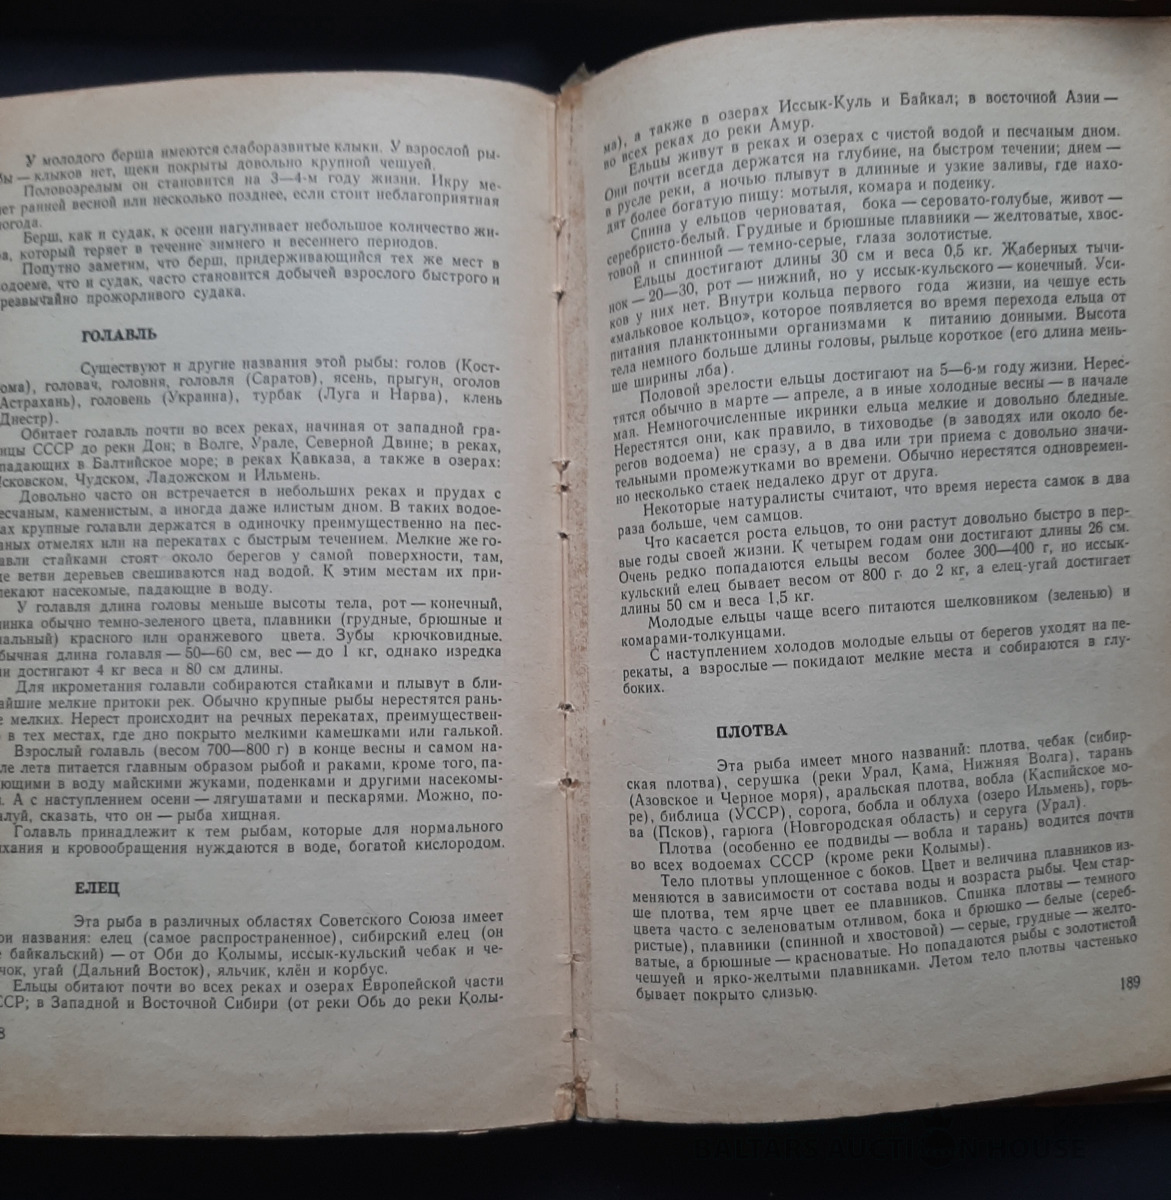 У молодого берша имеются слаборазвитые клыки. У взрослой ры-
бы — клыков нет, щеки покрыты довольно крупной чешуей.
Половозрелым он становится на 3—4-м году жизни. Икру ме-
чет ранней весной или несколько позднее, если стоит неблагоприятная
погода.
Берш, как и судак, к осени нагуливает небольшое количество жи-
ра, который теряет в течение зимнего и весеннего периодов.
Попутно заметим, что берш, придерживающийся тех же мест в
одоеме, что и судак, часто становится добычей взрослого быстрого и
резвычайно прожорливого судака.
ГОЛАВЛЬ
Существуют и другие названия этой рыбы: голов (Кост-
ома), головач, головня, головля (Саратов), ясень, прыгун, оголов
Астрахань), головень (Украина), турбак (Луга и Нарва), клень
Днестр).
Обитает голавль почти во всех реках, начиная от западной гра-
ницы СССР до реки Дон; в Волге, Урале, Северной Двине; в реках,
падающих в Балтийское море; в реках Кавказа, а также в озерах:
сковском, Чудском, Ладожском и Ильмень.
Довольно часто он встречается в небольших реках и прудах с
есчаным, каменистым, а иногда даже илистым дном. В таких водое-
ах крупные голавли держатся в одиночку преимущественно на пес-
аных отмелях или на перекатах с быстрым течением. Мелкие же го-
авли стайками стоят около берегов у самой поверхности, там,
де ветви деревьев свешиваются над водой. К этим местам их при-
лекают насекомые, падающие в воду.
У голавля длина головы меньше высоты тела, рот — конечный,
пинка обычно темно-зеленого цвета, плавники (грудные, брюшные и
нальный) красного или оранжевого цвета. Зубы крючковидные.
бычная длина голавля — 50—60 см, вес — до 1 кг, однако изредка
ни достигают 4 кг веса и 80 см длины.
Для икрометания голавли собираются стайками и плывут в бли-
айшие мелкие притоки рек. Обычно крупные рыбы нерестятся рань-
е мелких. Нерест происходит на речных перекатах, преимуществен-
в тех местах, где дно покрыто мелкими камешками или галькой.
Взрослый голавль (весом 700—800 г) в конце весны и самом на-
ле лета питается главным образом рыбой и раками, кроме того, па-
ющими в воду майскими жуками, поденками и другими насекомы-
и. А с наступлением осени — лягушатами и пескарями. Можно, по-
алуй, сказать, что он — рыба хищная.
Голавль принадлежит к тем рыбам, которые для нормального
ыхания и кровообращения нуждаются в воде, богатой кислородом.
ЕЛЕЦ
Эта рыба в различных областях Советского Союза имеет
ои названия: елец (самое распространенное), сибирский елец (он
е байкальский) — от Оби до Колымы, иссык-кульский чебак и че-
чок, угай (Дальний Восток), яльчик, клён и корбус.
Ельцы обитают почти во всех реках и озерах Европейской части
ССР; в Западной и Восточной Сибири (от реки Обь до реки Колы-
8
ма), а также в озерах Иссык-Куль и Байкал; в восточной Азии —
во всех реках до реки Амур.
Ельцы живут в реках и озерах с чистой водой и песчаным дном.
Они почти всегда держатся на глубине, на быстром течении; днем —
в русле реки, а ночью плывут в длинные и узкие заливы, где нахо-
дят более богатую пищу: мотыля, комара и поденку.
Спина у ельцов черноватая, бока — серовато-голубые, живот —
серебристо-белый. Грудные и брюшные плавники — желтоватые, хвос-
товой и спинной — темно-серые, глаза золотистые.
Ельцы достигают длины 30 см и веса 0,5 кг. Жаберных тычи-
нок — 20—30, рот — нижний, но у иссык-кульского — конечный. Уси-
ков у них нет. Внутри кольца первого года жизни, на чешуе есть
«мальковое кольцо», которое появляется во время перехода ельца от
питания планктонными организмами к питанию донными. Высота
тела немного больше длины головы, рыльце короткое (его длина мень-
ше ширины лба).
Половой зрелости ельцы достигают на 5—6-м году жизни. Нерес-
тятся обычно в марте — апреле, а в иные холодные весны — в начале
мая. Немногочисленные икринки ельца мелкие и довольно бледные.
Нерестятся они, как правило, в тиховодье (в заводях или около бе-
регов водоема) не сразу, а в два или три приема с довольно значи-
тельными промежутками во времени. Обычно нерестятся одновремен-
но несколько стаек недалеко друг от друга.
Некоторые натуралисты считают, что время нереста самок в два
раза больше, чем самцов.
Что касается роста ельцов, то они растут довольно быстро в пер-
вые годы своей жизни. К четырем годам они достигают длины 26 см.
Очень редко попадаются ельцы весом более 300—400 г, но иссык-
кульский елец бывает весом от 800 г до 2 кг, а елец-угай достигает
длины 50 см и веса 1,5 кг.
Молодые ельцы чаще всего питаются шелковником (зеленью) и
комарами-толкунцами.
С наступлением холодов молодые ельцы от берегов уходят на пе-
рекаты, а взрослые — покидают мелкие места и собираются в глу-
боких.
ПЛОТВА
Эта рыба имеет много названий: плотва, чебак (сибир-
ская плотва), серушка (реки Урал, Кама, Нижняя Волга), тарань
(Азовское и Черное моря), аральская плотва, вобла (Каспийское мо-
ре), библица (УССР), сорога, бобла и облуха (озеро Ильмень), горь-
ва (Псков), гарюга (Новгородская область) и серуга (Урал).
Плотва (особенно ее подвиды — вобла и тарань) водится почти
во всех водоемах СССР (кроме реки Колымы).
Тело плотвы уплощенное с боков. Цвет и величина плавников из-
меняются в зависимости от состава воды и возраста рыбы. Чем стар-
ше плотва, тем ярче цвет ее плавников. Спинка плотвы — темного
цвета часто с зеленоватым отливом, бока и брюшко — белые (сереб-
ристые), плавники (спинной и хвостовой) — серые, грудные — желто-
ватые, а брюшные — красноватые. Но попадаются рыбы с золотистой
чешуей и ярко-желтыми плавниками. Летом тело плотвы частенько
бывает покрыто слизью.
189
BALTARS AUCTION HOUSE